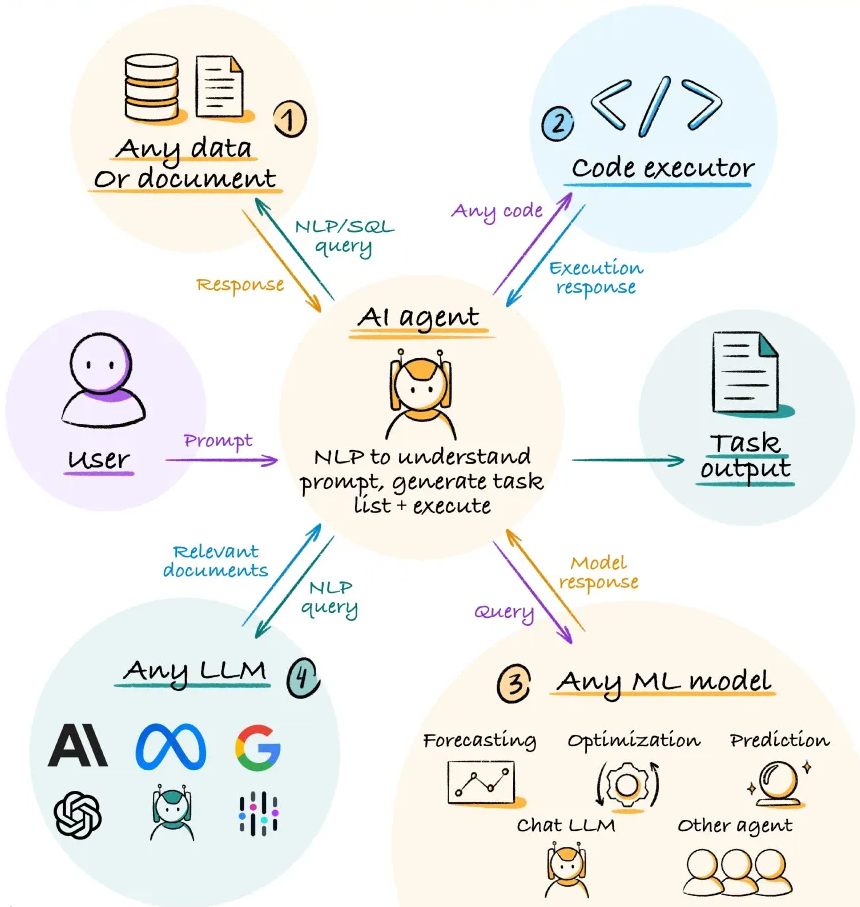 1
Any data
Or document
2
Code executor
NLP/SQL
query
Response
Any code
Execution
response
AI agent
NLP to understand
prompt, generate task
list + execute
User
Prompt
Task
output
Relevant
documents
NLP
query
Model
response
Query
Any LLM
4
AI
G
3
Any ML model
Forecasting
Optimization
Prediction
Chat LLM
Other agent